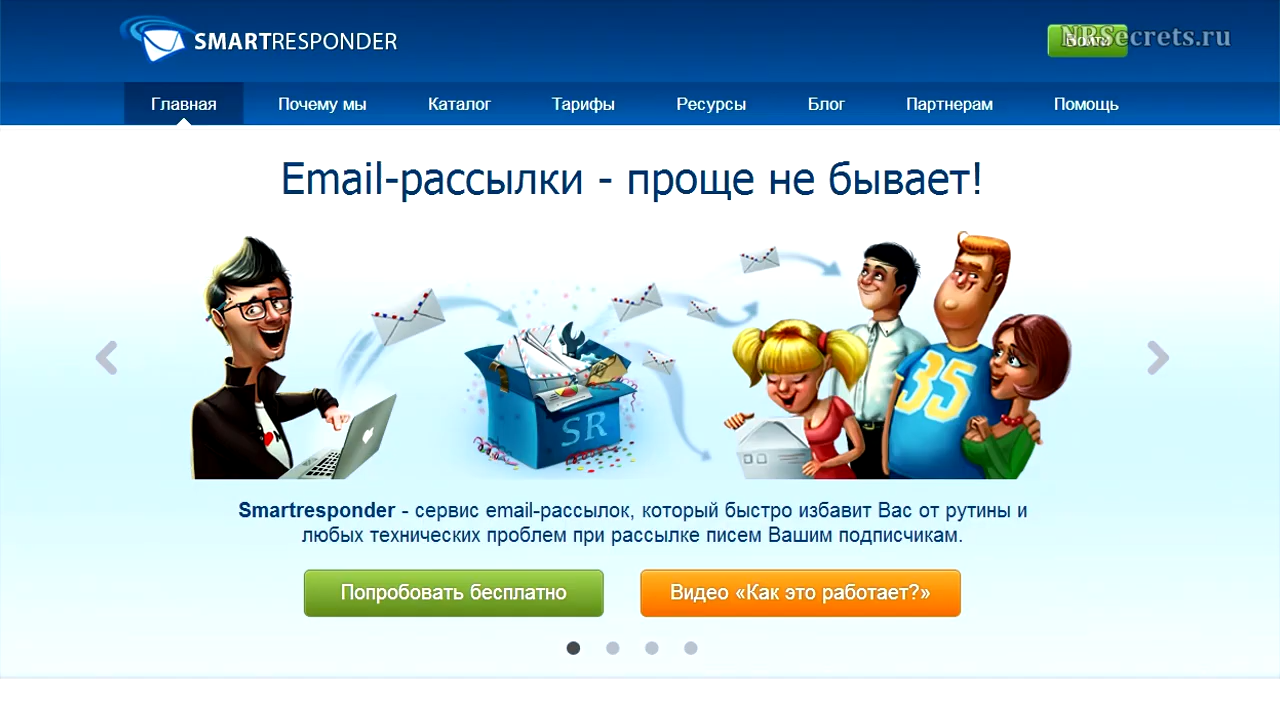 SMARTRESPONDER
NRSecrets.ru
Главная
Почему мы
Каталог
Тарифы
Ресурсы
Блог
Партнерам
Помощь
Email-рассылки - проще не бывает!
SR
35
Smartresponder - сервис email-рассылок, который быстро избавит Вас от рутины и
любых технических проблем при рассылке писем Вашим подписчикам.
Попробовать бесплатно
Видео «Как это работает?»